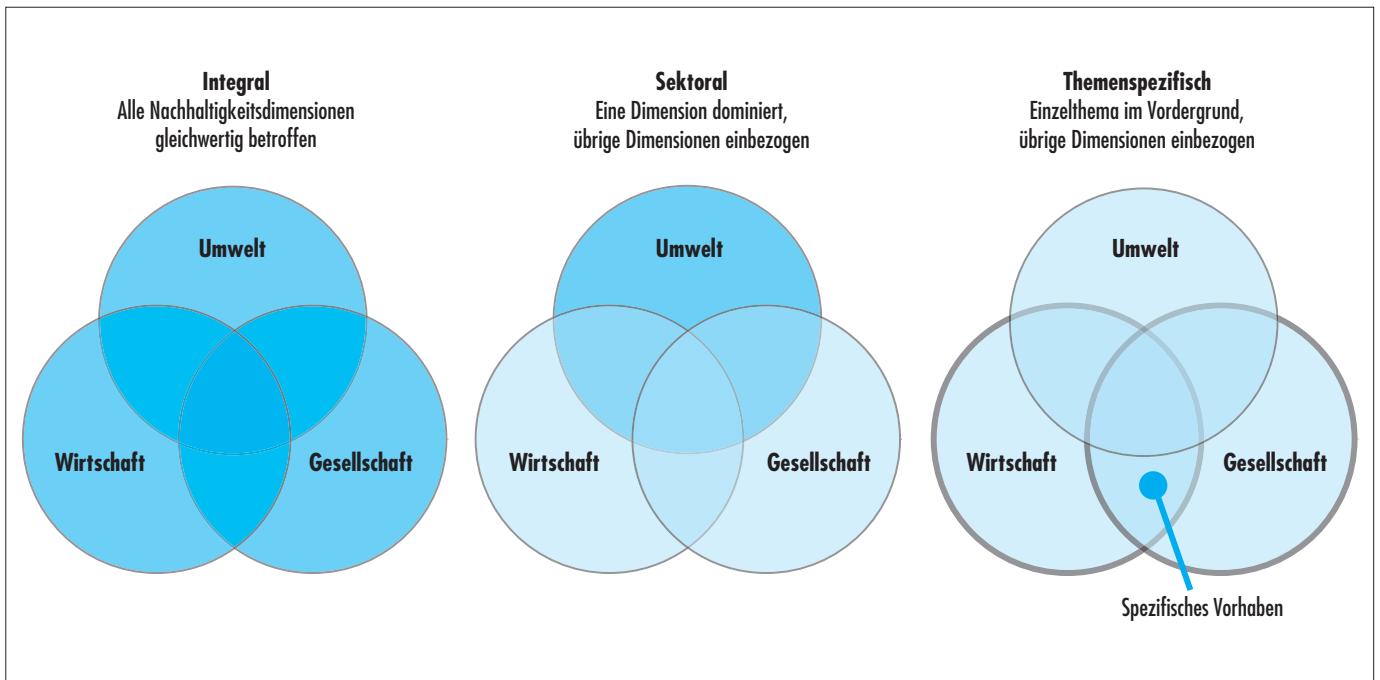 Integral
Alle Nachhaltigkeitsdimensionen
gleichwertig betroffen
Umwelt
Wirtschaft
Gesellschaft
Sektoral
Eine Dimension dominiert,
übrige Dimensionen einbezogen
Umwelt
Wirtschaft
Gesellschaft
Themenspezifisch
Einzelthema im Vordergrund,
übrige Dimensionen einbezogen
Umwelt
Wirtschaft
Gesellschaft
Spezifisches Vorhaben